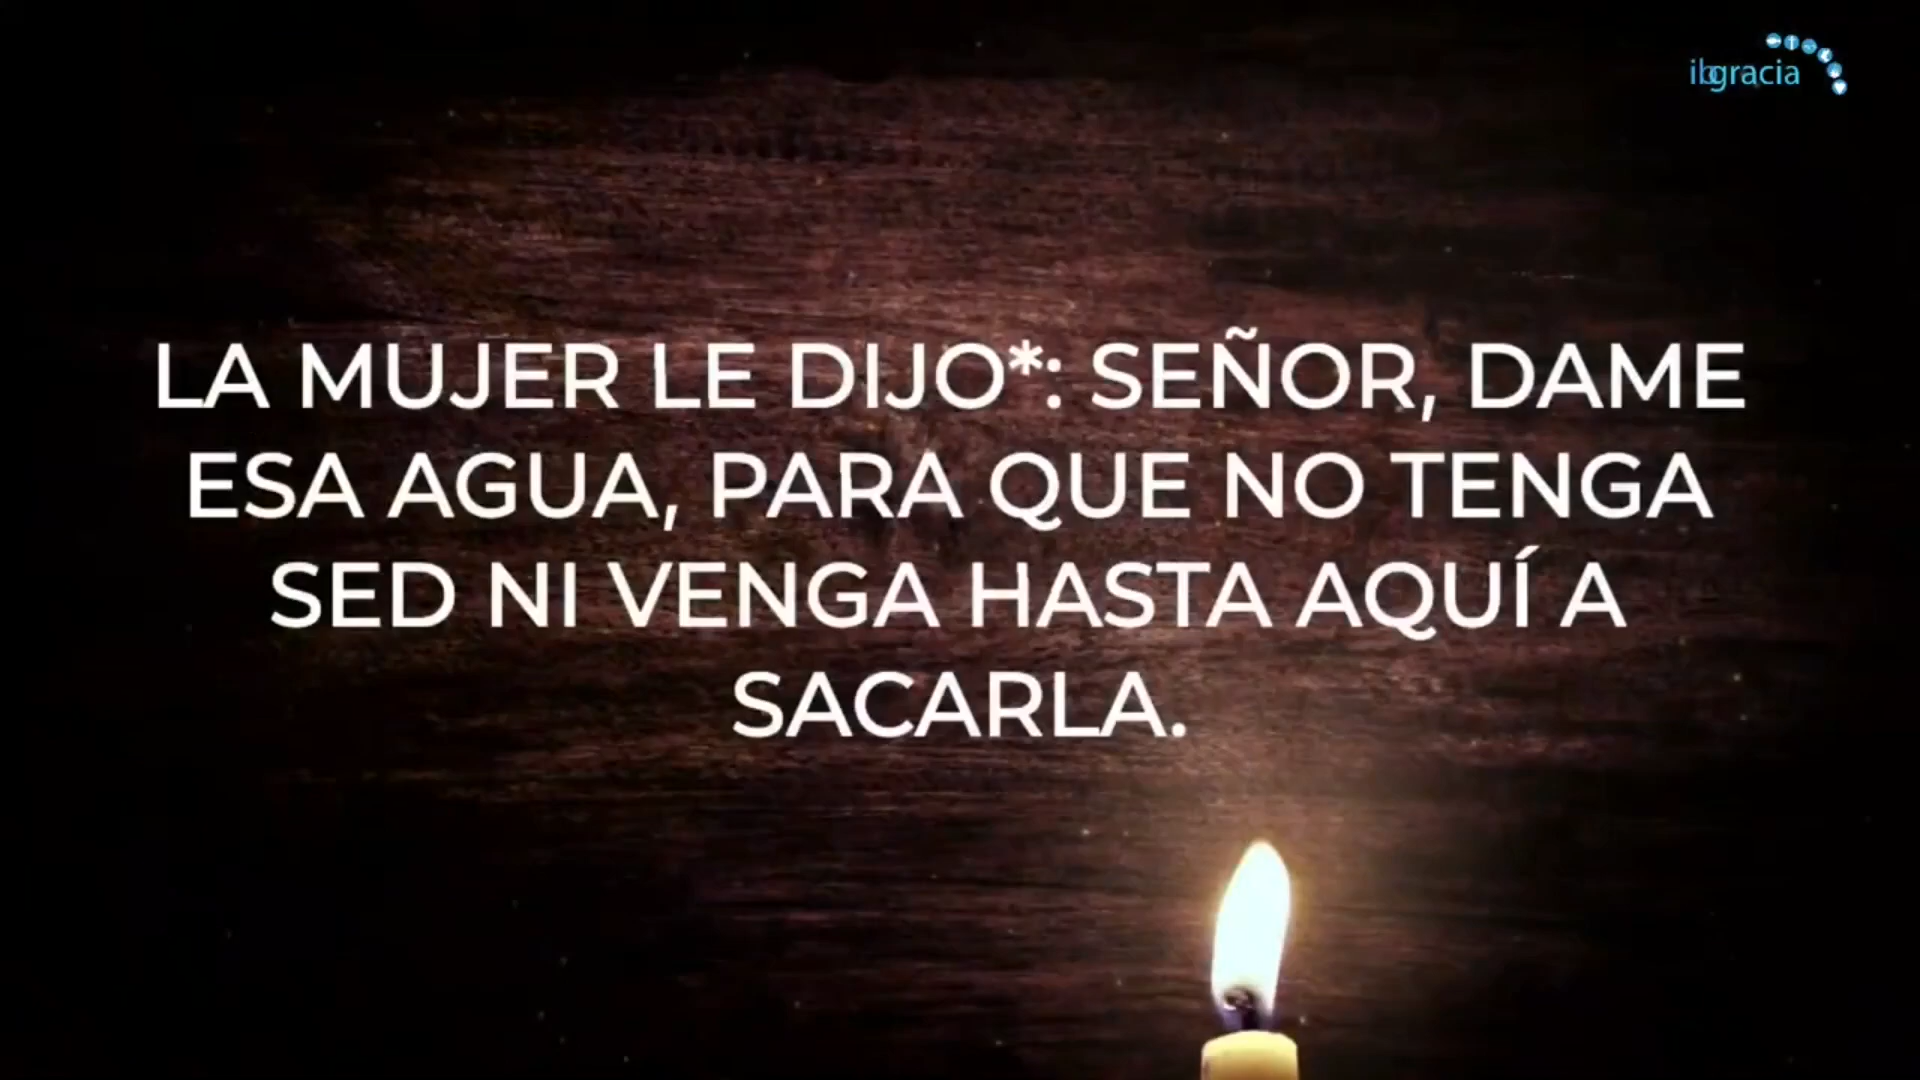 ibgracia
LA MUJER LE DIJO*: SEÑOR, DAME
ESA AGUA, PARA QUE NO TENGA
SED NI VENGA HASTA AQUÍ A
SACARLA.